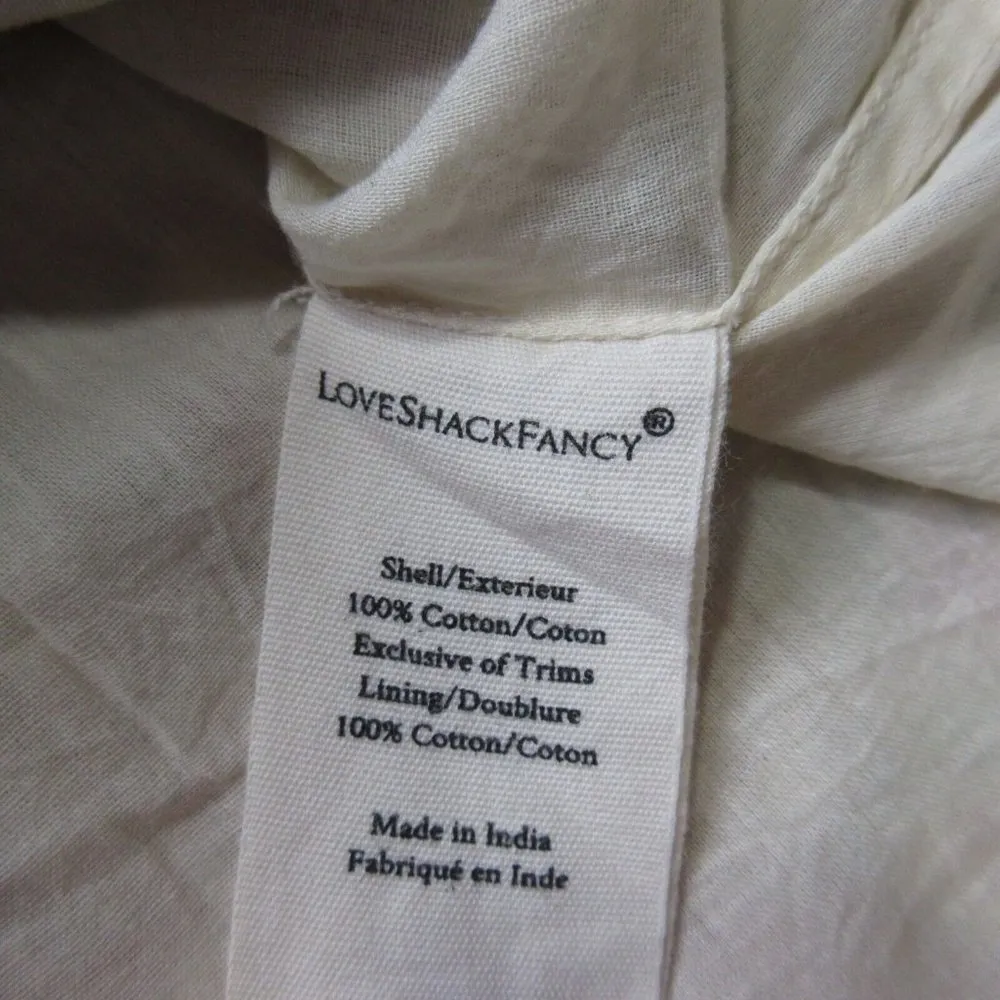 LOVESHACKFANCY®
Shell/Exterieur
100% Cotton/Coton
Exclusive of Trims
Lining/Doublure
100% Cotton/Coton
Made in India
Fabriqué en Inde